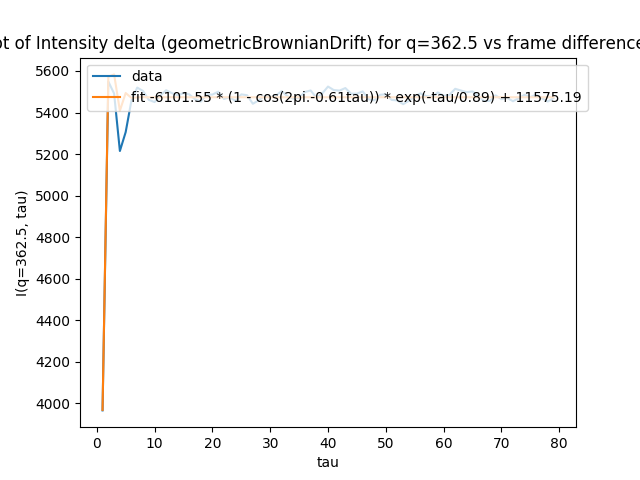 ot of Intensity delta (geometricBrownianDrift) for q=362.5 vs frame difference
data
fit -6101.55 * (1 - cos(2pi.-0.61tau)) * exp(-tau/0.89) + 11575.19
5600
5400
5200
5000
4800
4600
4400
4200
4000
I(q=362.5, tau)
0 10 20 30 40 50 60 70 80
tau